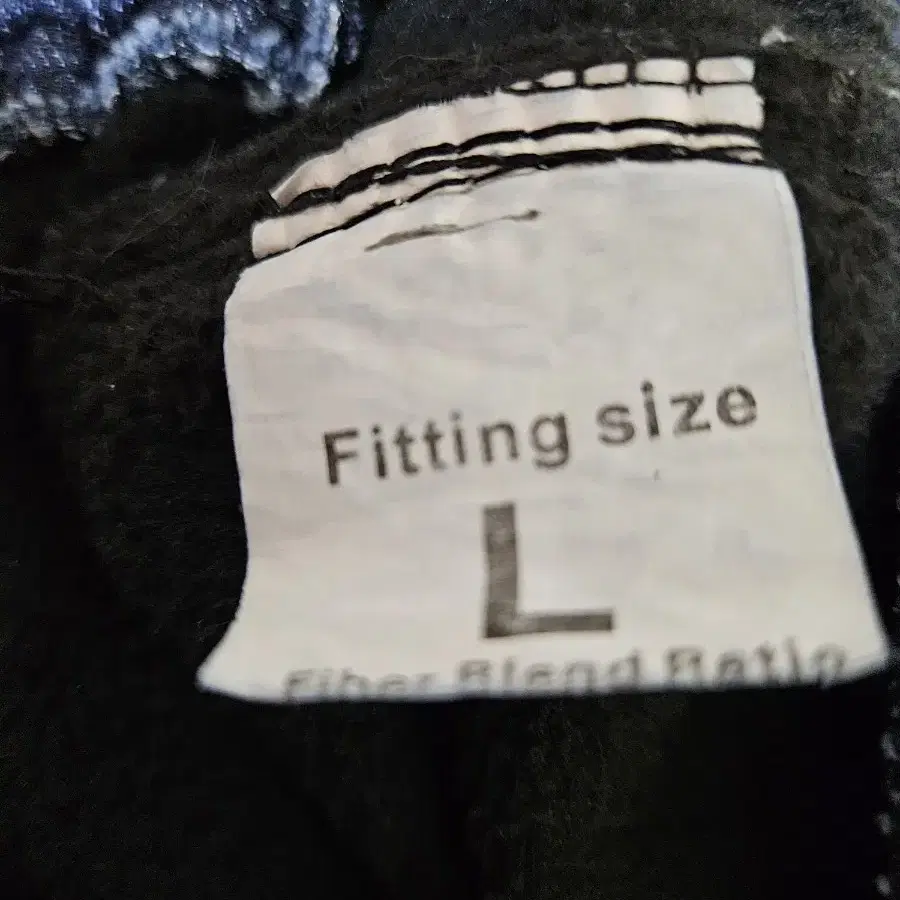 Fitting size
L
Fiber Blend Ratio